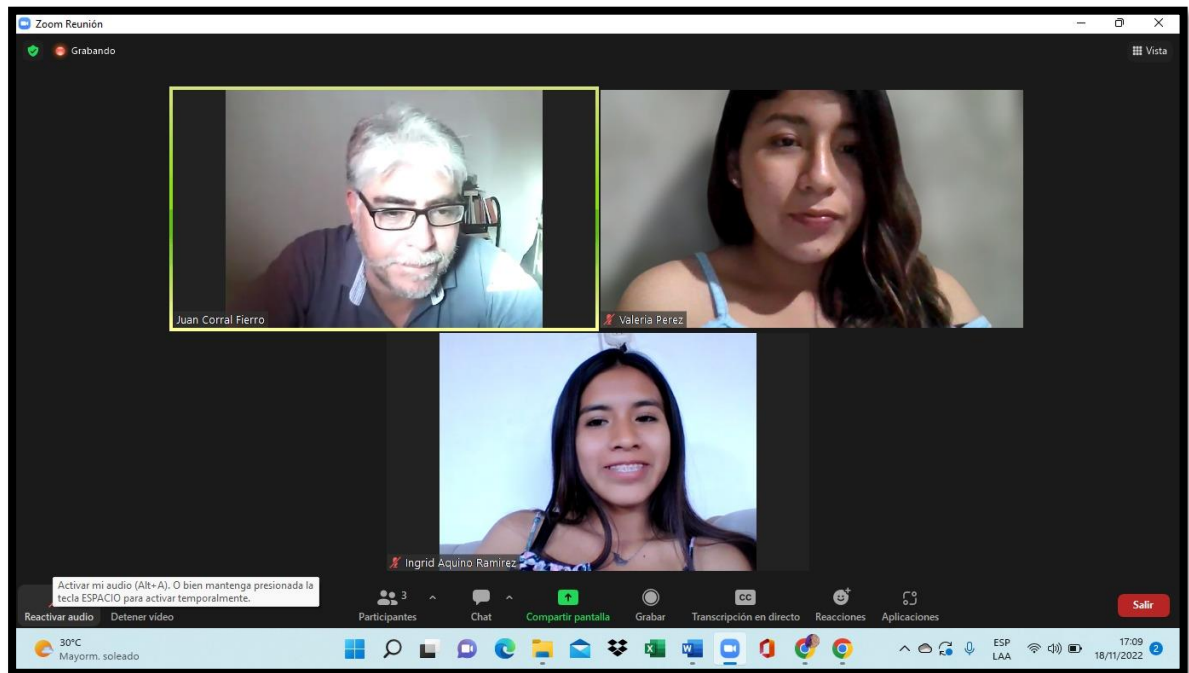 Zoom Reunión
Grabando
Vista
Juan Corral Fierro
Valeria Perez
Ingrid Aquino Ramirez
Activar mi audio (Alt+A). O bien mantenga presionada la
tecla ESPACIO para activar temporalmente.
Reactivar audio
Detener vídeo
3
Participantes
Chat
Compartir pantalla
Grabar
CC
Transcripción en directo
Reacciones
Aplicaciones
Salir
30°C
Mayorm. soleado
ESP
LAA
17:09
18/11/2022
2